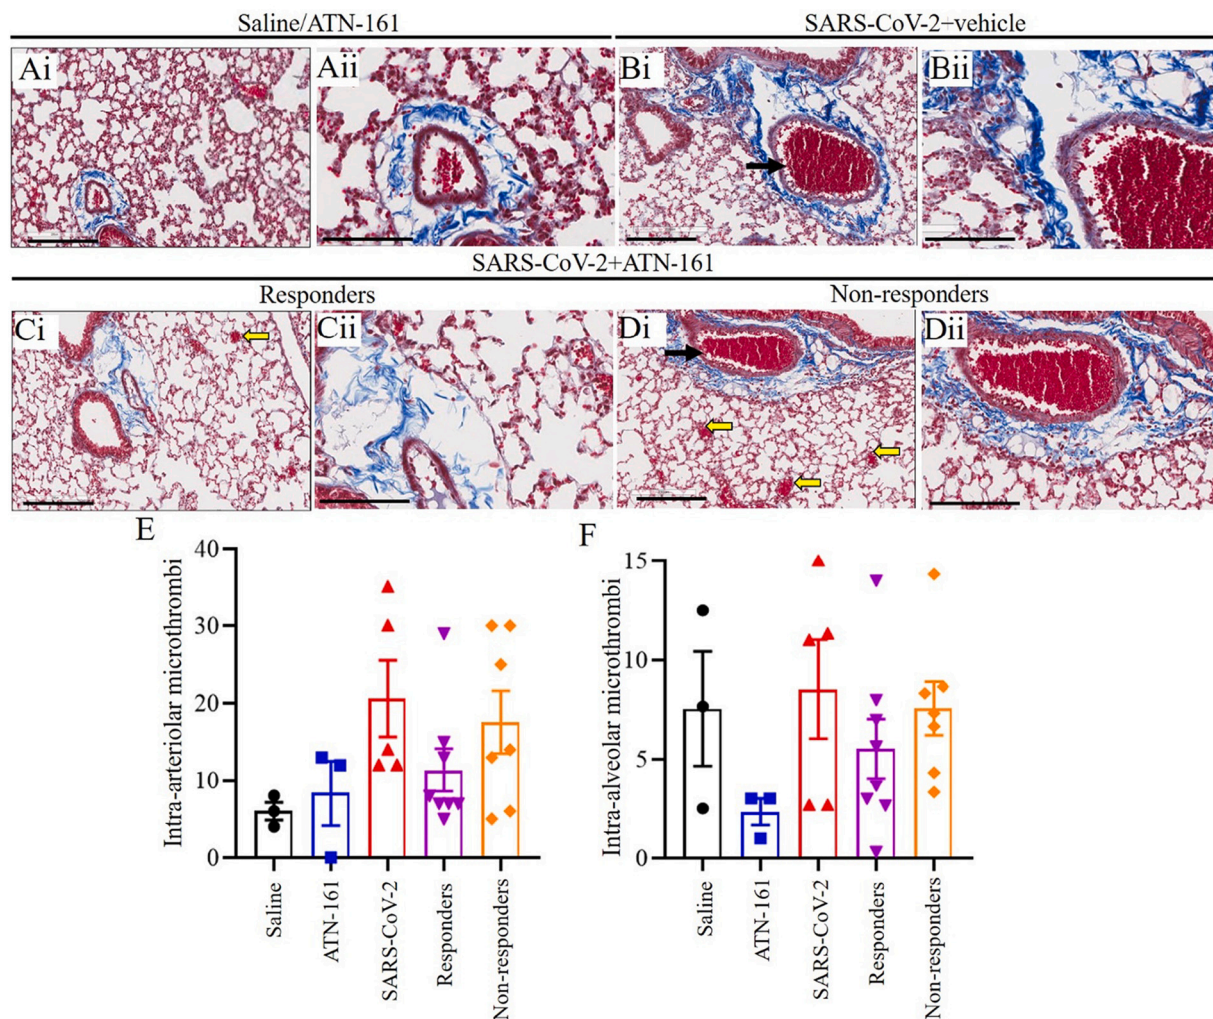 Saline/ATN-161 SARS-CoV-2+vehicle
Ai Aii Bi Bii
SARS-CoV-2+ATN-161
Responders Non-responders
Ci Cii Di Dii
E
Intra-arteriolar microthrombi
40
30
20
10
0
Saline
ATN-161
SARS-CoV-2
Responders
Non-responders
F
Intra-alveolar microthrombi
15
10
5
0
Saline
ATN-161
SARS-CoV-2
Responders
Non-responders